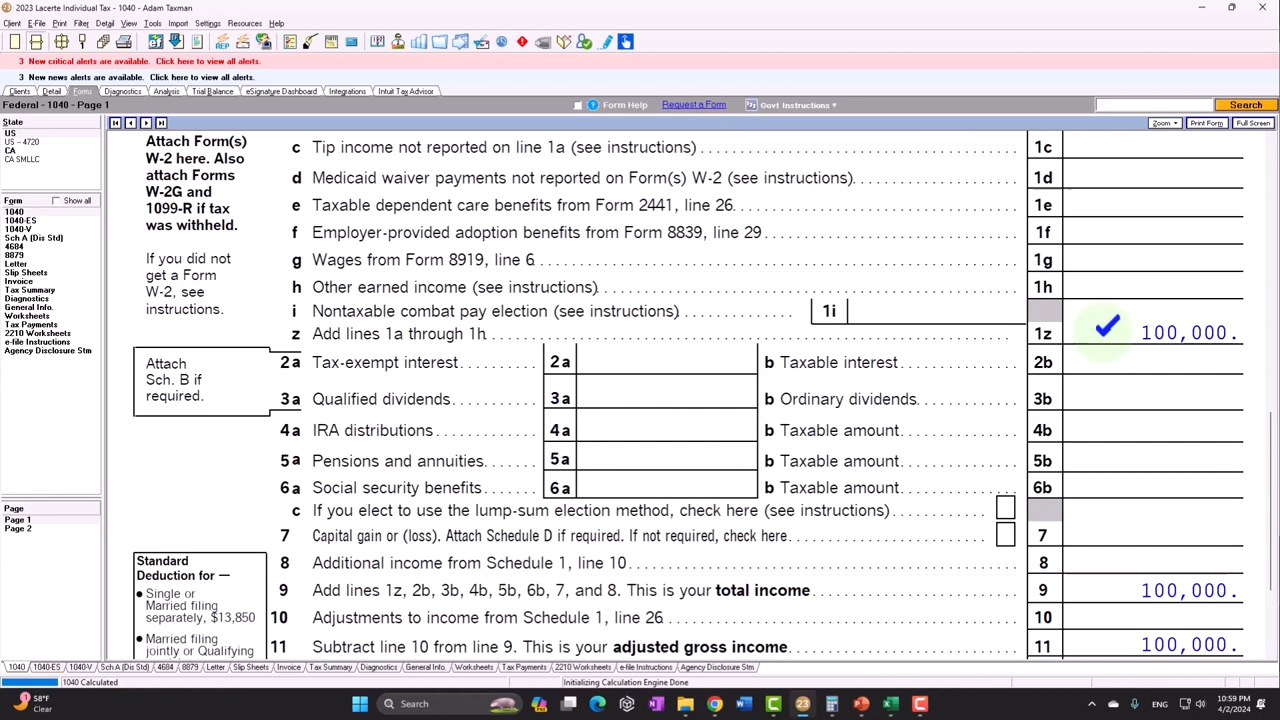 2023 Lacerte Individual Tax - 1040 - Adam Taxman
Client E-File Print Filter Detail View Tools Import Settings Resources Help
3 New critical alerts are available. Click here to view all alerts.
3 New news alerts are available. Click here to view all alerts.
Clients Detail Forms Diagnostics Analysis Trial Balance eSignature Dashboard Integrations Intuit Tax Advisor
Federal - 1040 - Page 1
Form Help Request a Form Govt Instructions Search
State
US
US - 4720
CA
CA SMLLC
Form Show all
1040
1040-ES
1040-V
Sch A (Dis Std)
4684
8879
Letter
Slip Sheets
Invoice
Tax Summary
Diagnostics
General Info.
Worksheets
Tax Payments
2210 Worksheets
e-file Instructions
Agency Disclosure Stm
Page
Page 1
Page 2
Zoom Print Form Full Screen
Attach Form(s)
W-2 here. Also
attach Forms
W-2G and
1099-R if tax
was withheld.
If you did not
get a Form
W-2, see
instructions.
Attach
Sch. B if
required.
Standard
Deduction for —
• Single or
Married filing
separately, $13,850
• Married filing
jointly or Qualifying
c Tip income not reported on line 1a (see instructions) 1c
d Medicaid waiver payments not reported on Form(s) W-2 (see instructions) 1d
e Taxable dependent care benefits from Form 2441, line 26 1e
f Employer-provided adoption benefits from Form 8839, line 29 1f
g Wages from Form 8919, line 6 1g
h Other earned income (see instructions) 1h
i Nontaxable combat pay election (see instructions) 1i
z Add lines 1a through 1h 1z 100,000.
2a Tax-exempt interest 2a b Taxable interest 2b
3a Qualified dividends 3a b Ordinary dividends 3b
4a IRA distributions 4a b Taxable amount 4b
5a Pensions and annuities 5a b Taxable amount 5b
6a Social security benefits 6a b Taxable amount 6b
c If you elect to use the lump-sum election method, check here (see instructions)
7 Capital gain or (loss). Attach Schedule D if required. If not required, check here 7
8 Additional income from Schedule 1, line 10 8
9 Add lines 1z, 2b, 3b, 4b, 5b, 6b, 7, and 8. This is your total income 9 100,000.
10 Adjustments to income from Schedule 1, line 26 10
11 Subtract line 10 from line 9. This is your adjusted gross income 11 100,000.
1040 1040-ES 1040-V Sch A (Dis Std) 4684 8879 Letter Slip Sheets Invoice Tax Summary Diagnostics General Info. Worksheets Tax Payments 2210 Worksheets e-file Instructions Agency Disclosure Stm
1040 Calculated Initializing Calculation Engine Done
58°F
Clear
Search
23
ENG
10:59 PM
4/2/2024